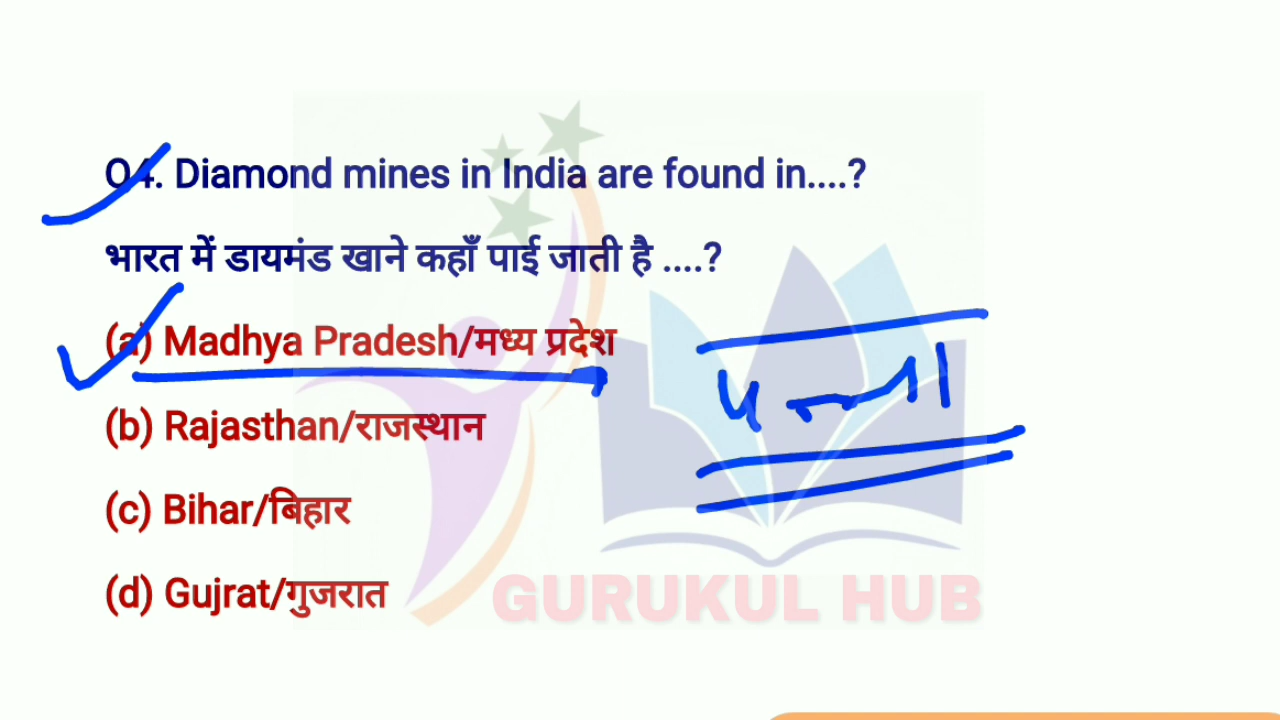 Q4. Diamond mines in India are found in....?
भारत में डायमंड खाने कहाँ पाई जाती है ....?
(a) Madhya Pradesh/मध्य प्रदेश
पन्ना
(b) Rajasthan/राजस्थान
(c) Bihar/बिहार
(d) Gujrat/गुजरात
GURUKUL HUB